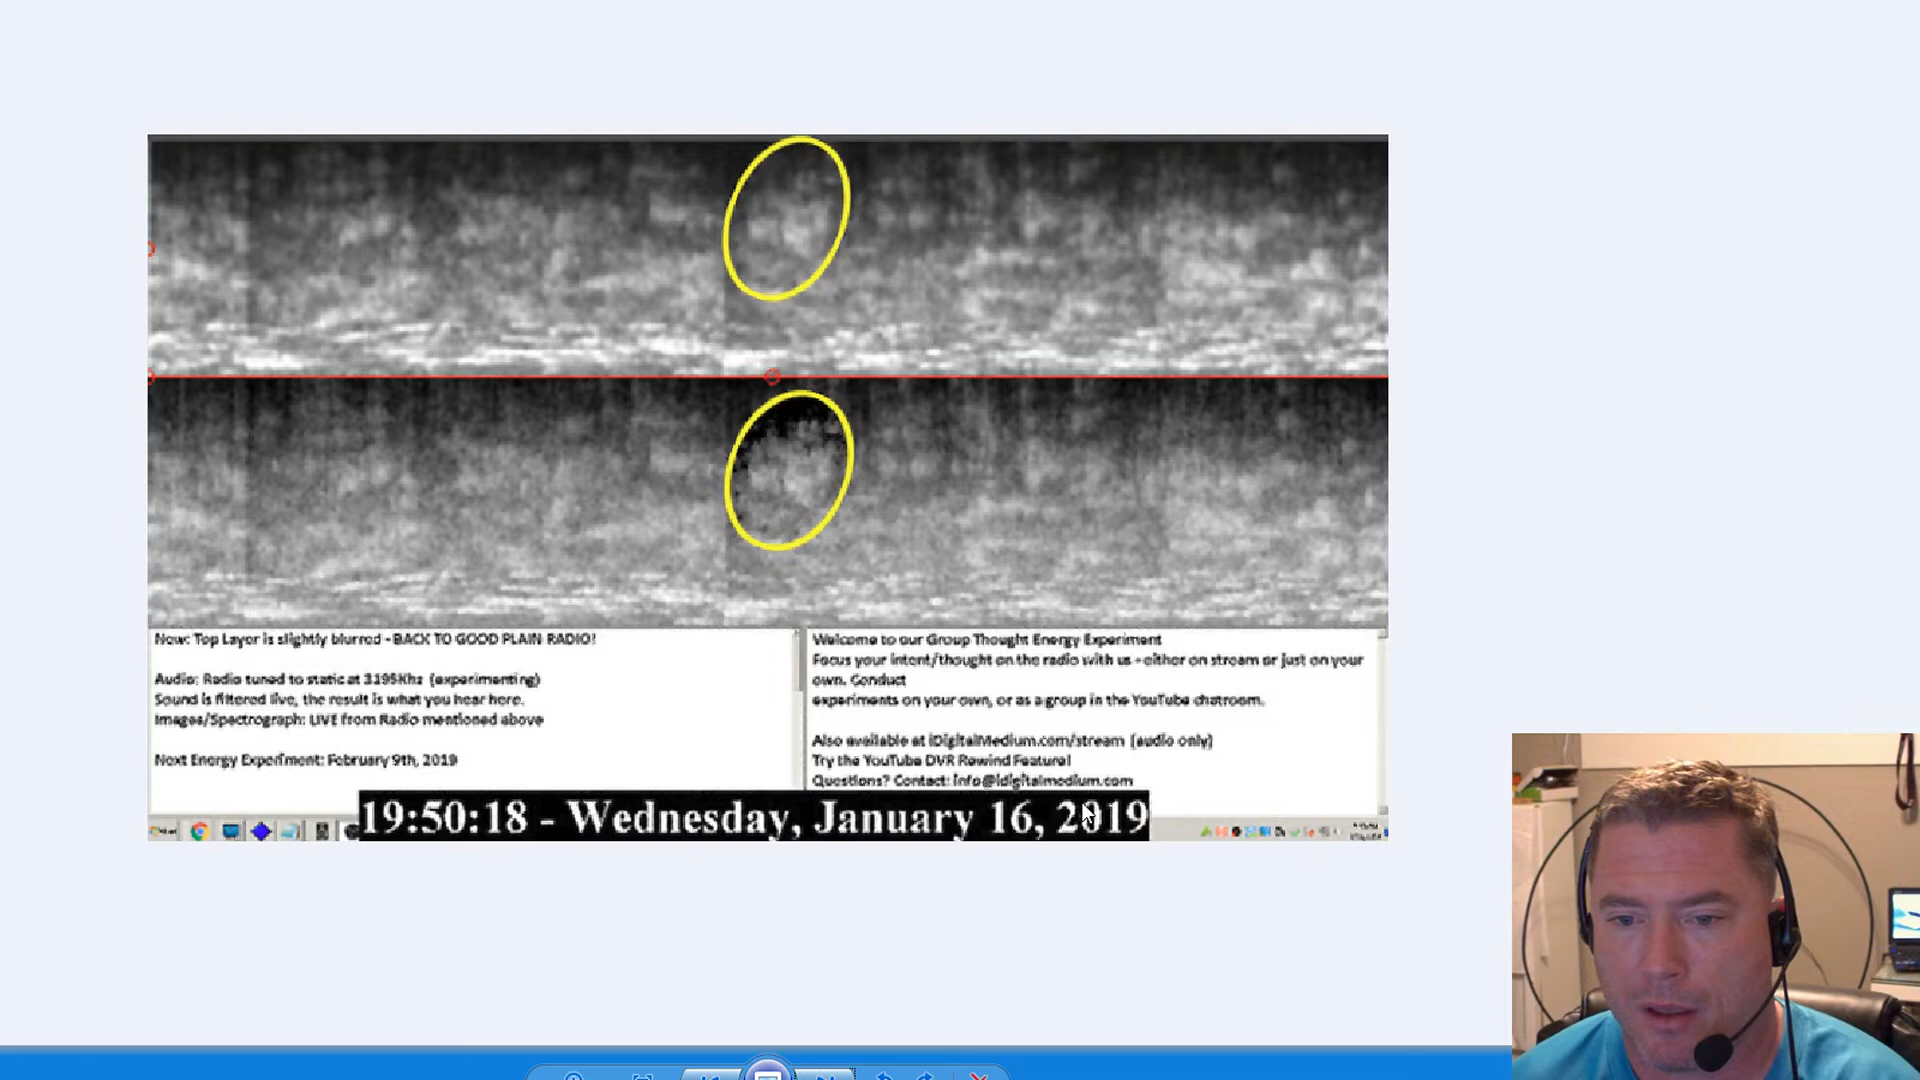 New: Top Layer is slightly blurred - BACK TO GOOD PLAIN RADIO!
Audio: Radio tuned to static at 3195Khz (experimenting)
Sound is filtered live, the result is what you hear here.
Images/Spectrograph: LIVE from Radio mentioned above
Next Energy Experiment: February 9th, 2019
Welcome to our Group Thought Energy Experiment
Focus your intent/thought on the radio with us - either on stream or just on your
own. Conduct
experiments on your own, or as a group in the YouTube chatroom.
Also available at iDigitalMedium.com/stream (audio only)
Try the YouTube DVR Rewind Feature!
Questions? Contact: info@idigitalmedium.com
19:50:18 - Wednesday, January 16, 2019